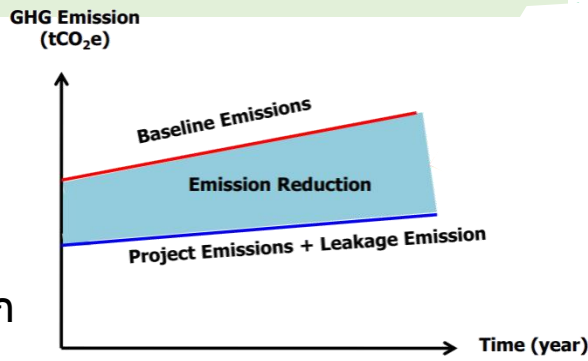 GHG Emission
(tCO₂e)
Baseline Emissions
Emission Reduction
Project Emissions + Leakage Emission
Time (year)